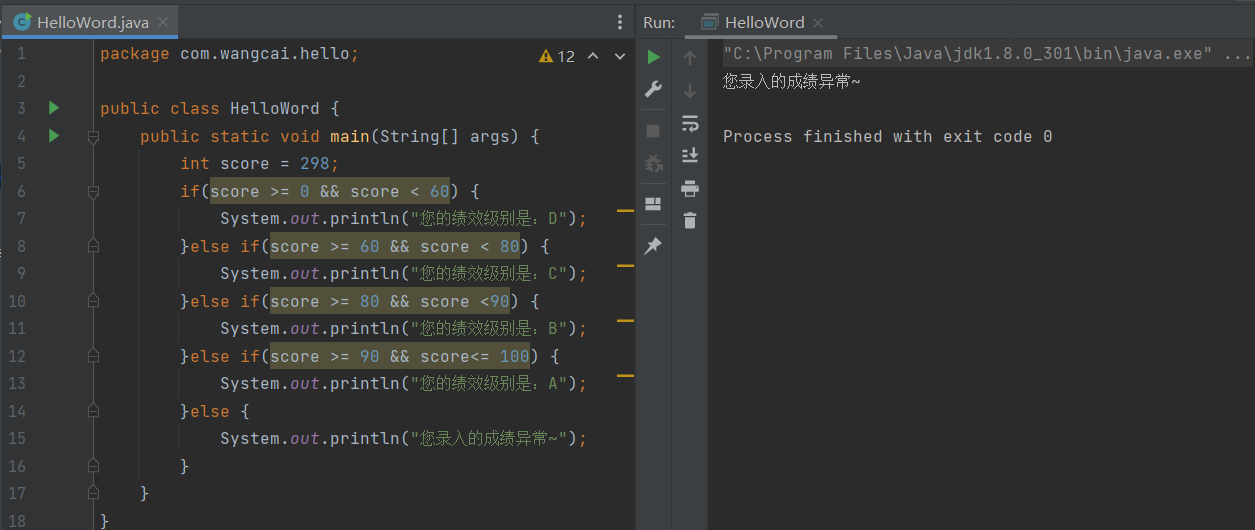 HelloWord.java
Run: HelloWord
1 package com.wangcai.hello;
12
2
3 public class HelloWord {
4 public static void main(String[] args) {
5 int score = 298;
6 if(score >= 0 && score < 60) {
7 System.out.println("您的绩效级别是：D");
8 }else if(score >= 60 && score < 80) {
9 System.out.println("您的绩效级别是：C");
10 }else if(score >= 80 && score <90) {
11 System.out.println("您的绩效级别是：B");
12 }else if(score >= 90 && score<= 100) {
13 System.out.println("您的绩效级别是：A");
14 }else {
15 System.out.println("您录入的成绩异常~");
16 }
17 }
18 }
"C:\Program Files\Java\jdk1.8.0_301\bin\java.exe" ...
您录入的成绩异常~
Process finished with exit code 0